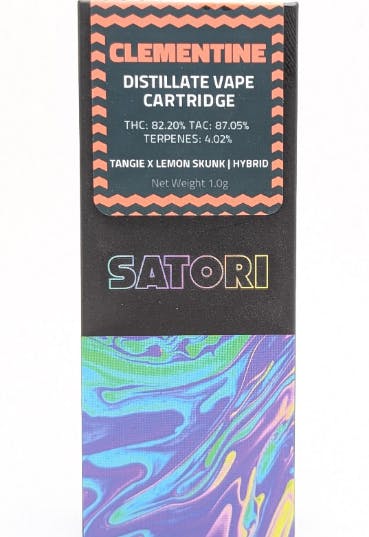 CLEMENTINE
DISTILLATE VAPE
CARTRIDGE
THC: 82.20% TAC: 87.05%
TERPENES: 4.02%
TANGIE X LEMON SKUNK | HYBRID
Net Weight 1.0g
SATORI